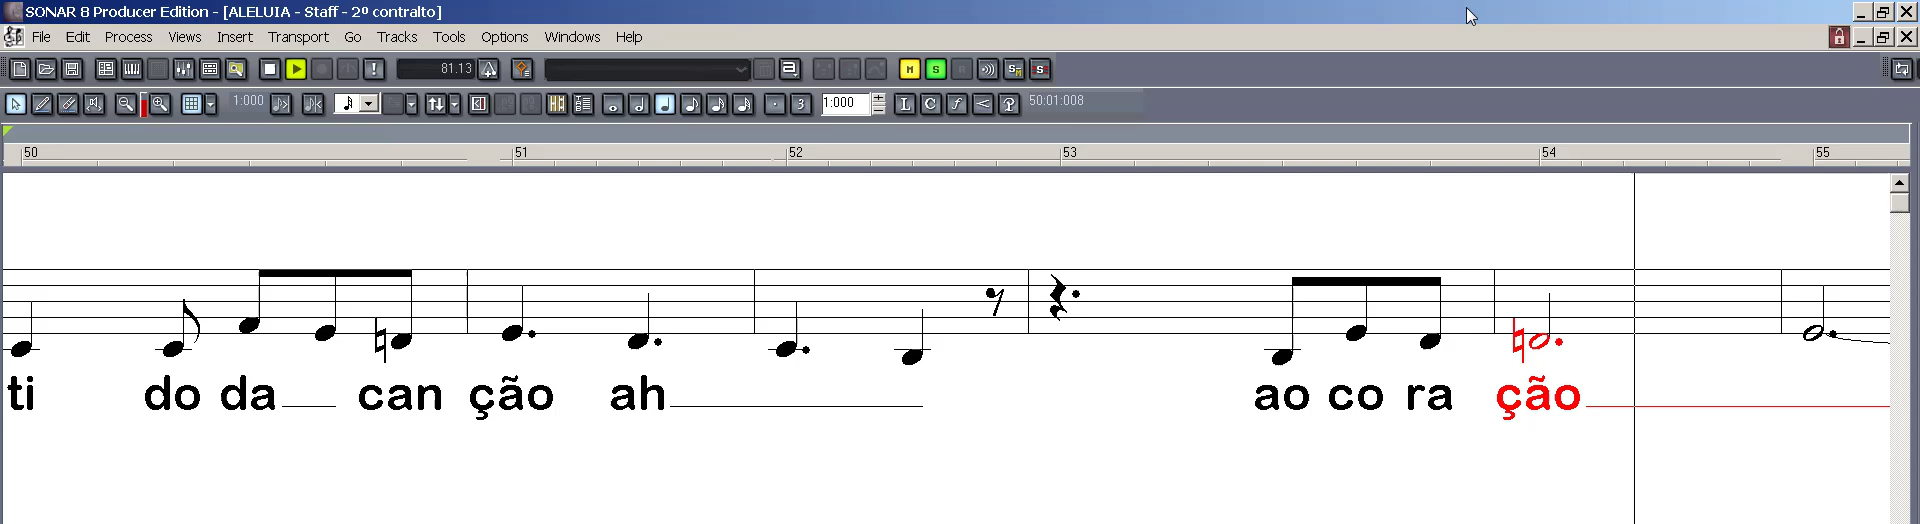 SONAR 8 Producer Edition - [ALELUIA - Staff - 2º contralto]
File Edit Process Views Insert Transport Go Tracks Tools Options Windows Help
81.13 M S
1:000 3 1:000 L C 50:01:008
50 51 52 53 54 55
ti do da can ção ah ao co ra ção